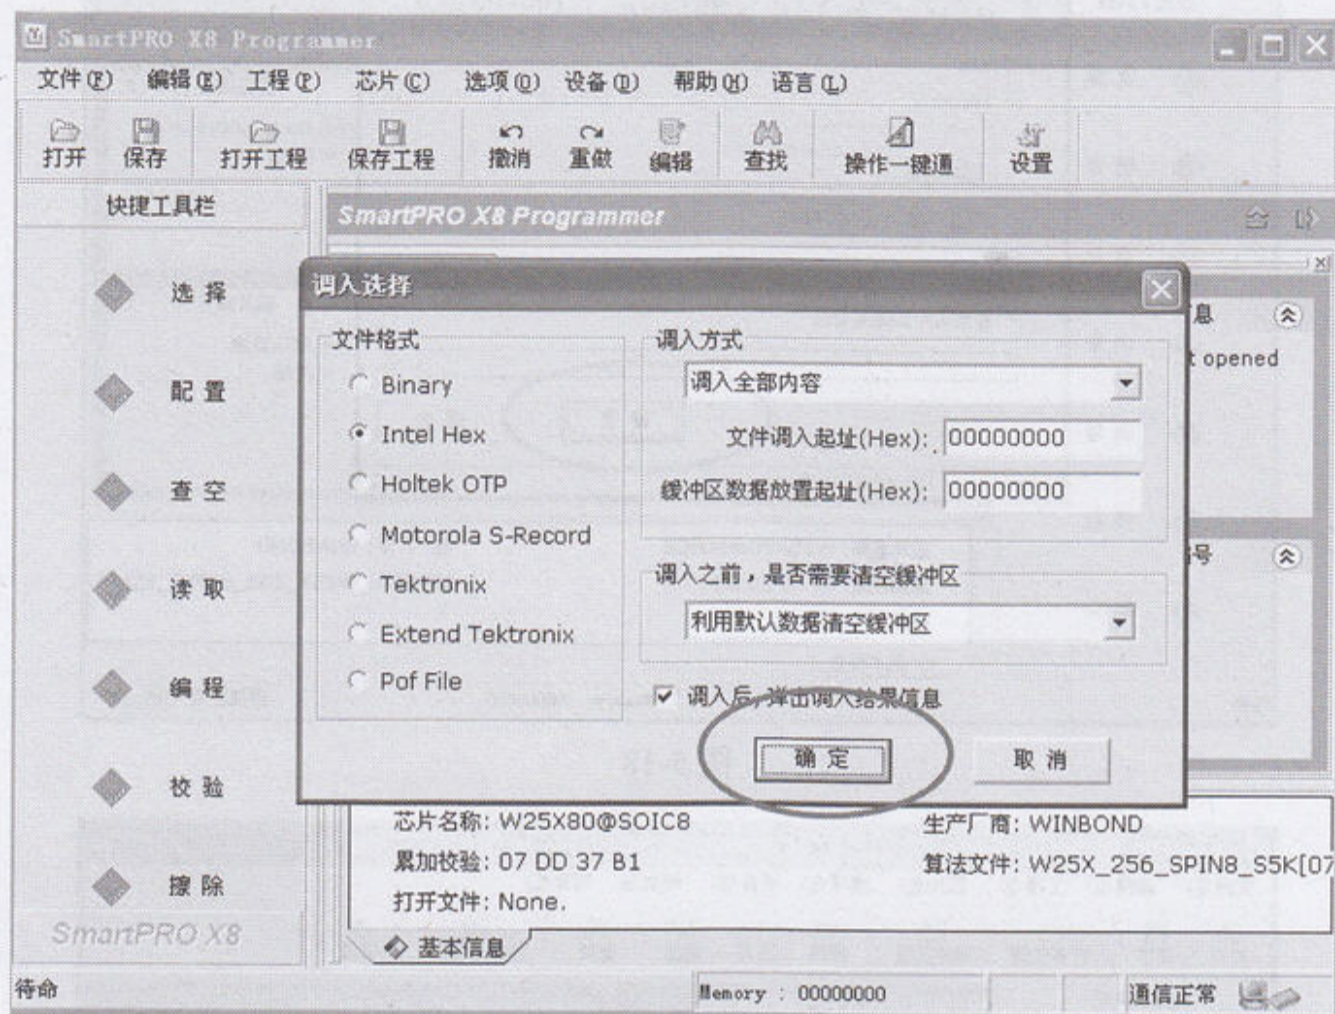 SmartPRO X8 Programmer
文件(F) 编辑(E) 工程(P) 芯片(C) 选项(O) 设备(D) 帮助(H) 语言(L)
打开 保存 打开工程 保存工程 撤消 重做 编辑 查找 操作一键通 设置
快捷工具栏
SmartPRO X8 Programmer
选择
配置
查空
读取
编程
校验
擦除
SmartPRO X8
调入选择
文件格式
Binary
Intel Hex
Holtek OTP
Motorola S-Record
Tektronix
Extend Tektronix
Pof File
调入方式
调入全部内容
文件调入起址(Hex): 00000000
缓冲区数据放置起址(Hex): 00000000
调入之前，是否需要清空缓冲区
利用默认数据清空缓冲区
调入后, 弹出调入结果信息
确定 取消
息
t opened
号
芯片名称: W25X80@SOIC8 生产厂商: WINBOND
累加校验: 07 DD 37 B1 算法文件: W25X_256_SPIN8_S5K[07
打开文件: None.
基本信息
待命 Memory : 00000000 通信正常